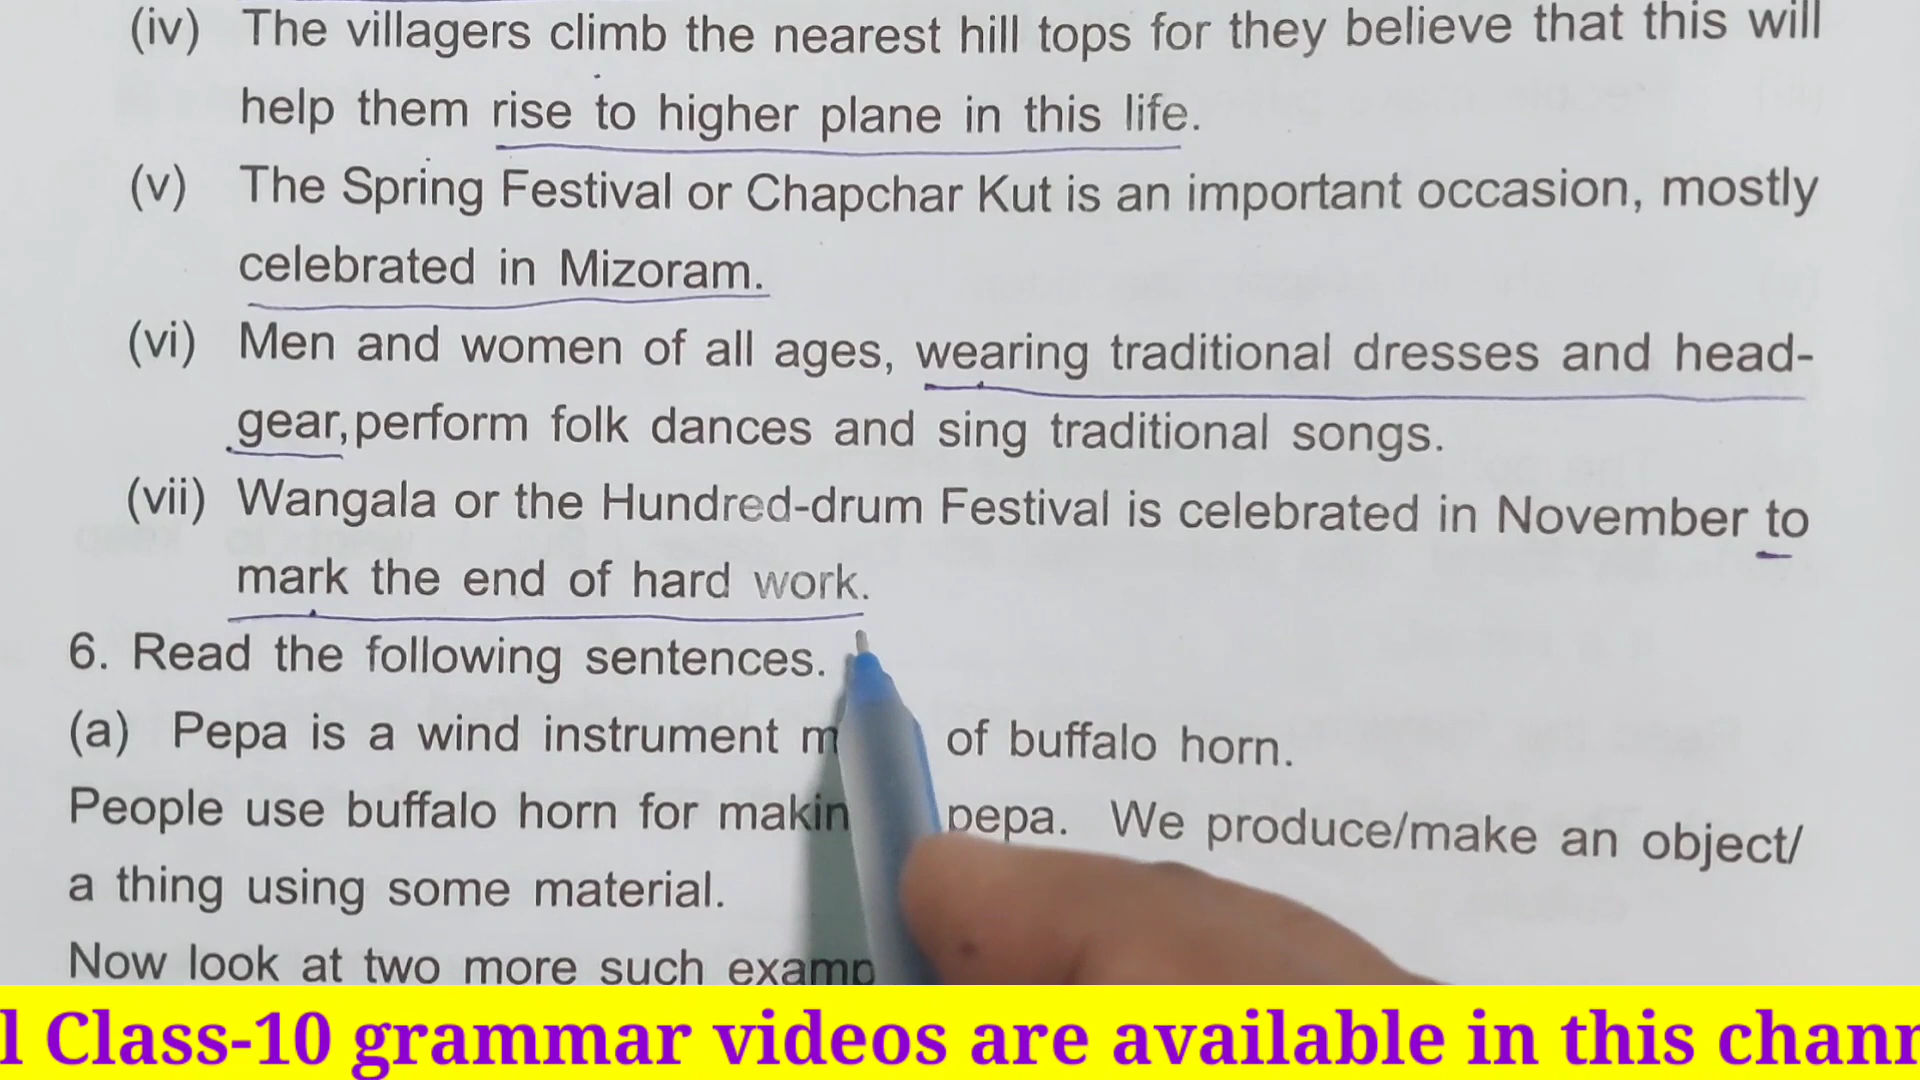 (iv) The villagers climb the nearest hill tops for they believe that this will
help them rise to higher plane in this life.
(v) The Spring Festival or Chapchar Kut is an important occasion, mostly
celebrated in Mizoram.
(vi) Men and women of all ages, wearing traditional dresses and head-
gear,perform folk dances and sing traditional songs.
(vii) Wangala or the Hundred-drum Festival is celebrated in November to
mark the end of hard work.
6. Read the following sentences.
(a) Pepa is a wind instrument of buffalo horn.
People use buffalo horn for pepa. We produce/make an object/
a thing using some material.
Now look at two more such
Class-10 grammar videos are available in this